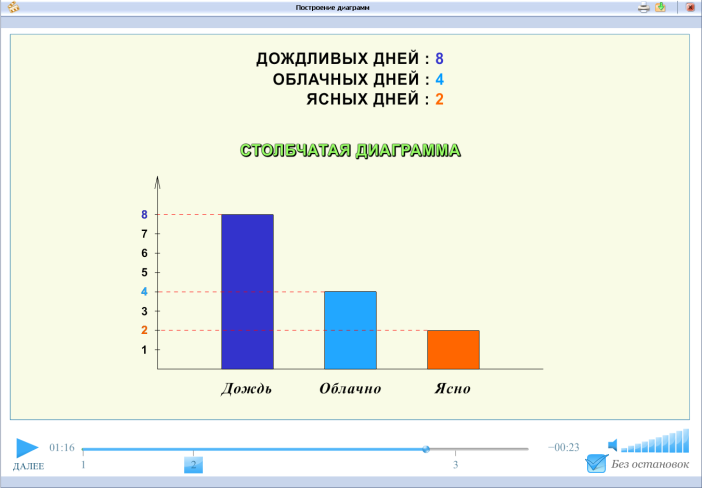 Построение диаграмм
ДОЖДЛИВЫХ ДНЕЙ : 8
ОБЛАЧНЫХ ДНЕЙ : 4
ЯСНЫХ ДНЕЙ : 2
СТОЛБЧАТАЯ ДИАГРАММА
8
7
6
5
4
3
2
1
Дождь Облачно Ясно
ДАЛЕЕ 01:16 −00:23
1 2 3
Без остановок